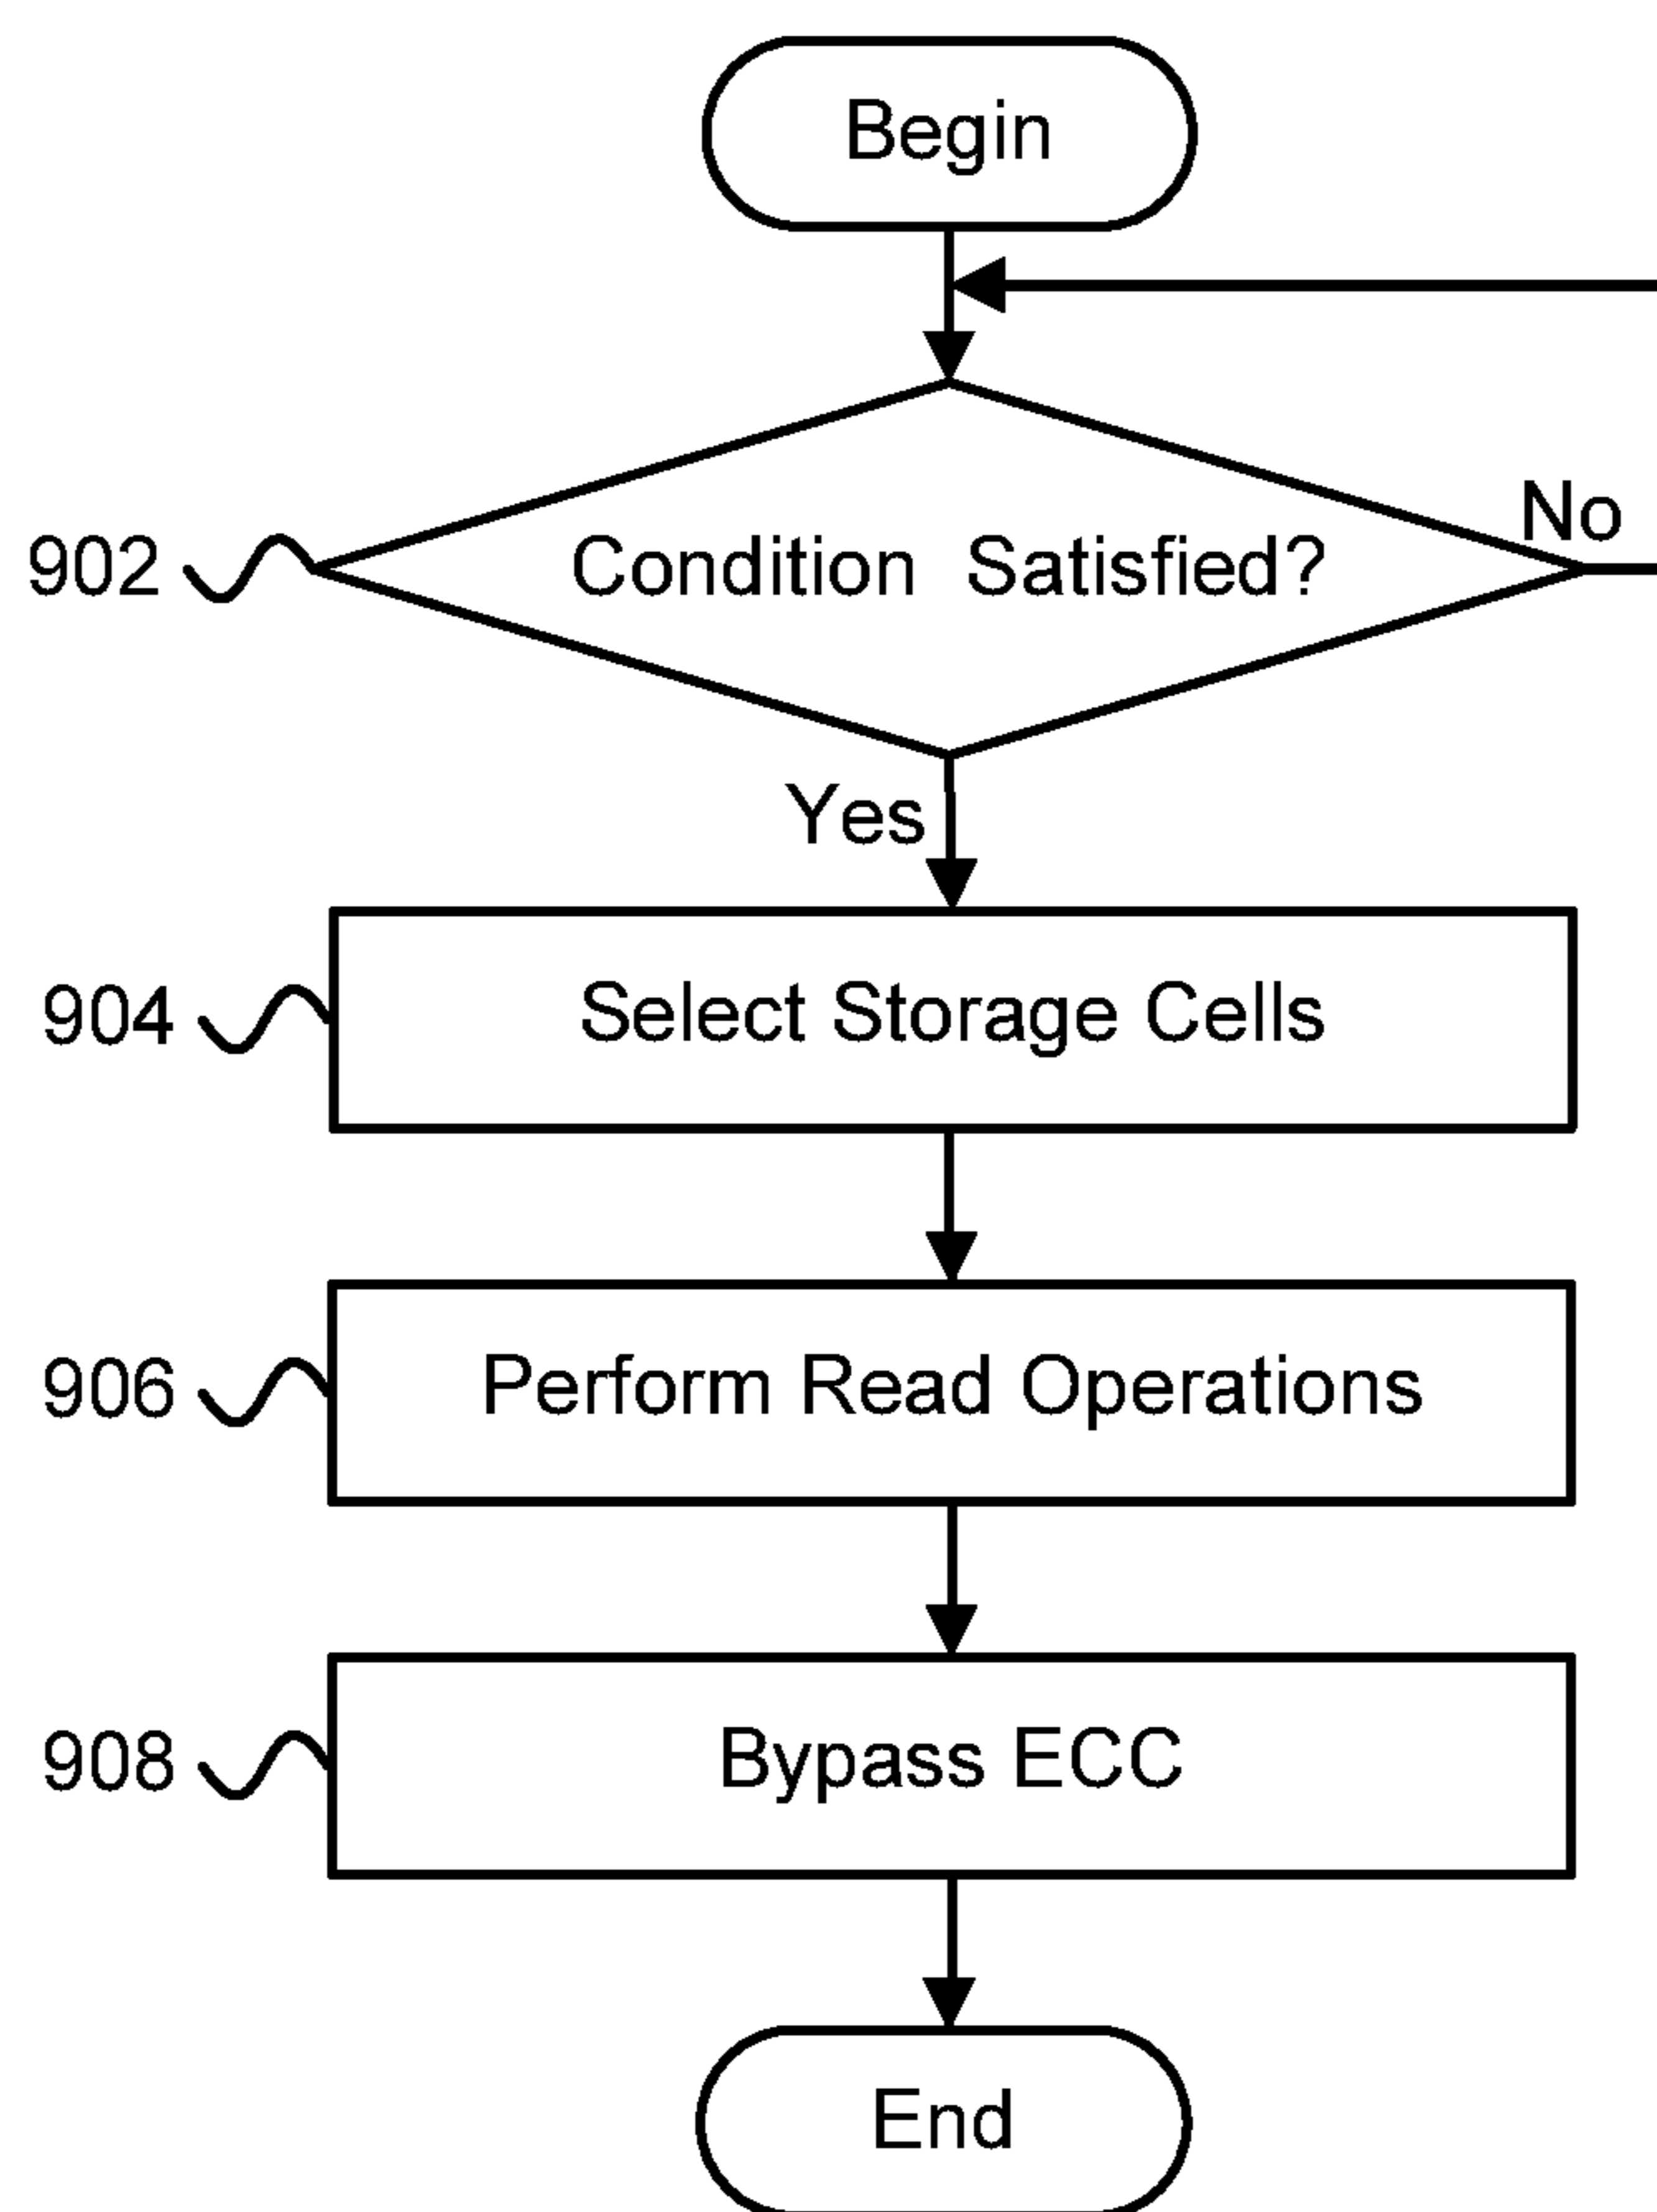 Begin
902 Condition Satisfied?
No
Yes
904 Select Storage Cells
906 Perform Read Operations
908 Bypass ECC
End